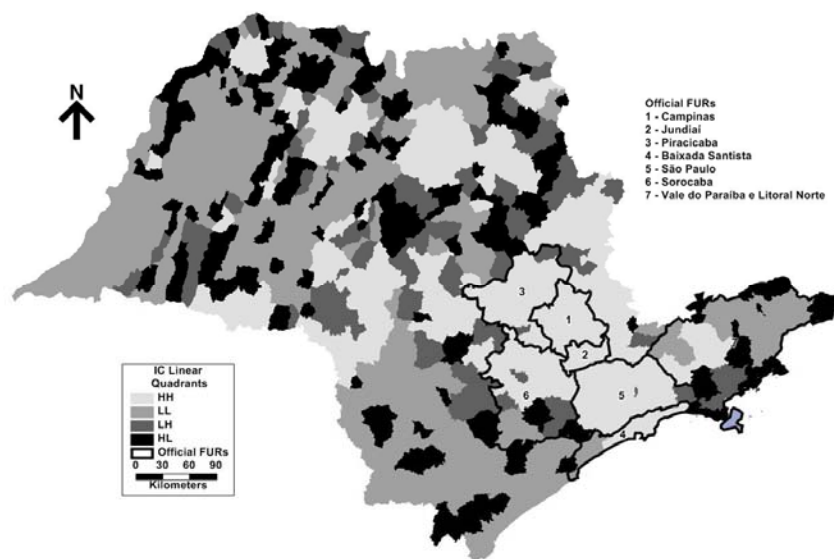 N
Official FURs
1 - Campinas
2 - Jundiaí
3 - Piracicaba
4 - Baixada Santista
5 - São Paulo
6 - Sorocaba
7 - Vale do Paraíba e Litoral Norte
3
1
2
7
6
5
4
IC Linear
Quadrants
HH
LL
LH
HL
Official FURs
0 30 60 90
Kilometers